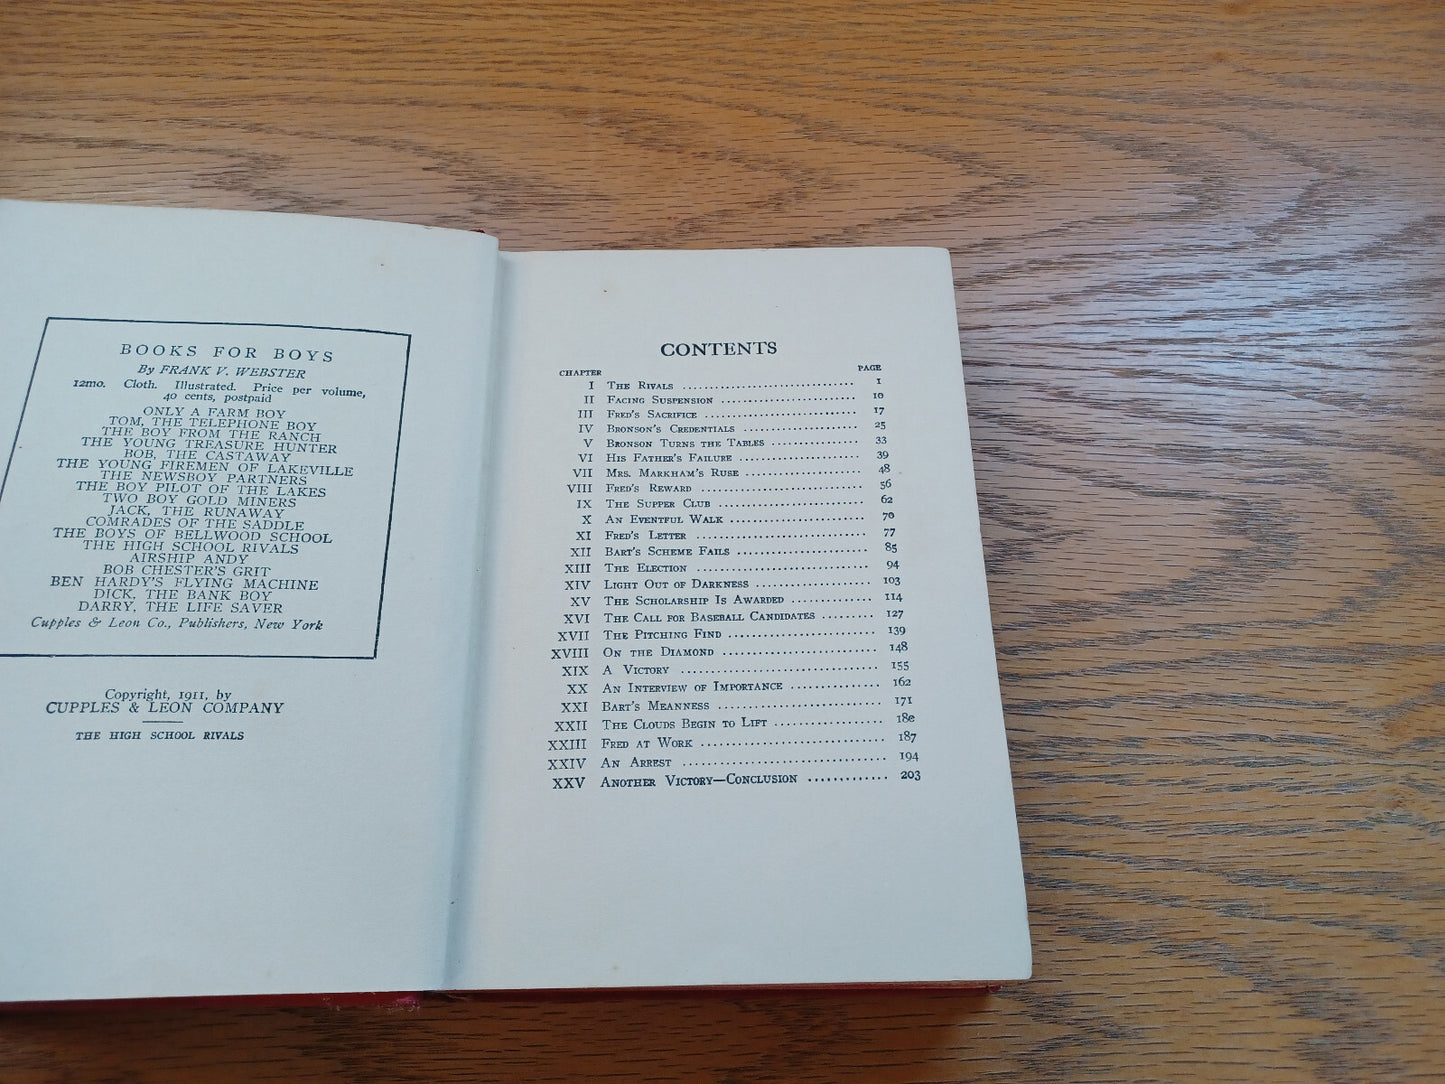 BOOKS FOR BOYS
By FRANK V. WEBSTER
12mo. Cloth. Illustrated. Price per volume,
40 cents, postpaid
ONLY A FARM BOY
TOM, THE TELEPHONE BOY
THE BOY FROM THE RANCH
THE YOUNG TREASURE HUNTER
BOB, THE CASTAWAY
THE YOUNG FIREMEN OF LAKEVILLE
THE NEWSBOY PARTNERS
THE BOY PILOT OF THE LAKES
TWO BOY GOLD MINERS
JACK, THE RUNAWAY
COMRADES OF THE SADDLE
THE BOYS OF BELLWOOD SCHOOL
THE HIGH SCHOOL RIVALS
AIRSHIP ANDY
BOB CHESTER'S GRIT
BEN HARDY'S FLYING MACHINE
DICK, THE BANK BOY
DARRY, THE LIFE SAVER
Cupples & Leon Co., Publishers, New York
Copyright, 1911, by
CUPPLES & LEON COMPANY
THE HIGH SCHOOL RIVALS
CONTENTS
CHAPTER PAGE
I The Rivals 1
II Facing Suspension 10
III Fred's Sacrifice 17
IV Bronson's Credentials 25
V Bronson Turns the Tables 33
VI His Father's Failure 39
VII Mrs. Markham's Ruse 48
VIII Fred's Reward 56
IX The Supper Club 62
X An Eventful Walk 70
XI Fred's Letter 77
XII Bart's Scheme Fails 85
XIII The Election 94
XIV Light Out of Darkness 103
XV The Scholarship Is Awarded 114
XVI The Call for Baseball Candidates 127
XVII The Pitching Find 139
XVIII On the Diamond 148
XIX A Victory 155
XX An Interview of Importance 162
XXI Bart's Meanness 171
XXII The Clouds Begin to Lift 180
XXIII Fred at Work 187
XXIV An Arrest 194
XXV Another Victory—Conclusion 203